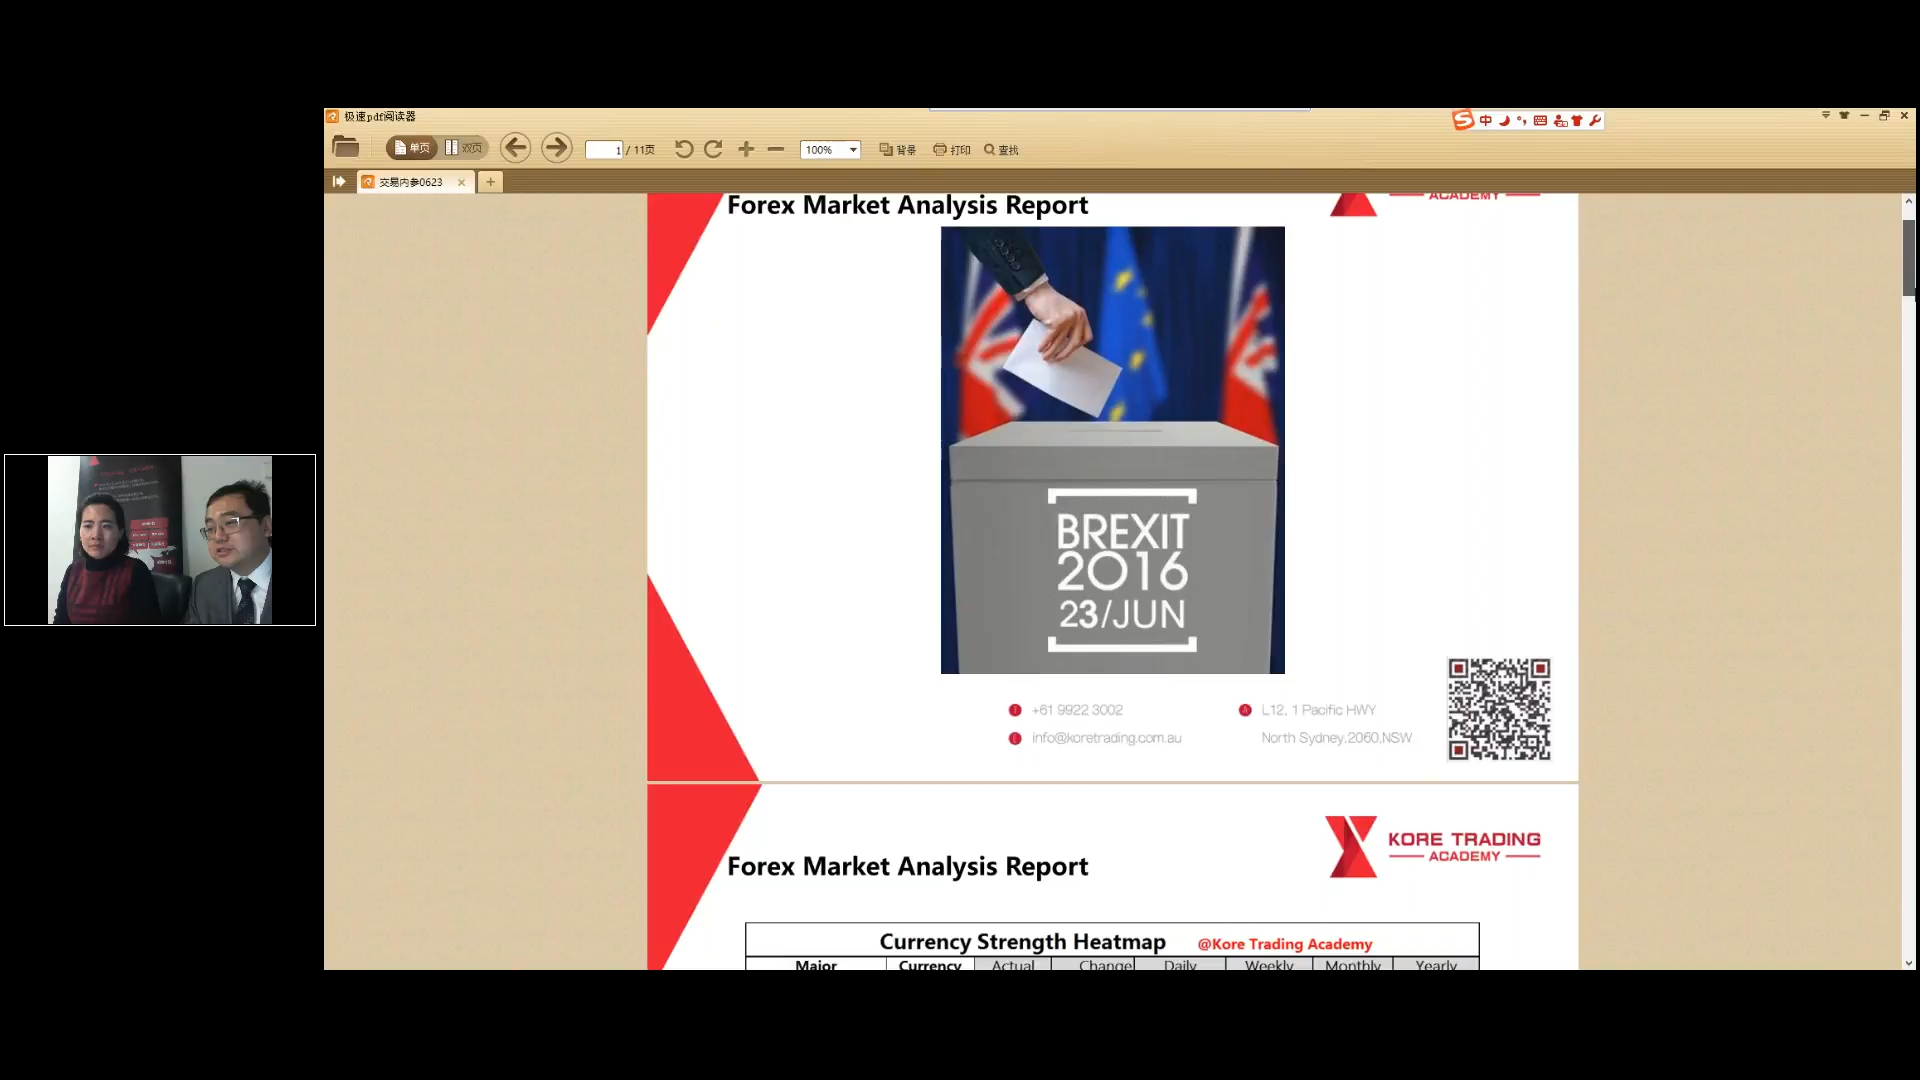 极速pdf阅读器
中
单页 双页 1 / 11页 100% 背景 打印 查找
交易内参0623
Forex Market Analysis Report
ACADEMY
BREXIT
2016
23/JUN
+61 9922 3002
L12, 1 Pacific HWY
info@koretrading.com.au
North Sydney,2060,NSW
KORE TRADING
ACADEMY
Forex Market Analysis Report
Currency Strength Heatmap @Kore Trading Academy
Major Currency Actual Change Daily Weekly Monthly Yearly